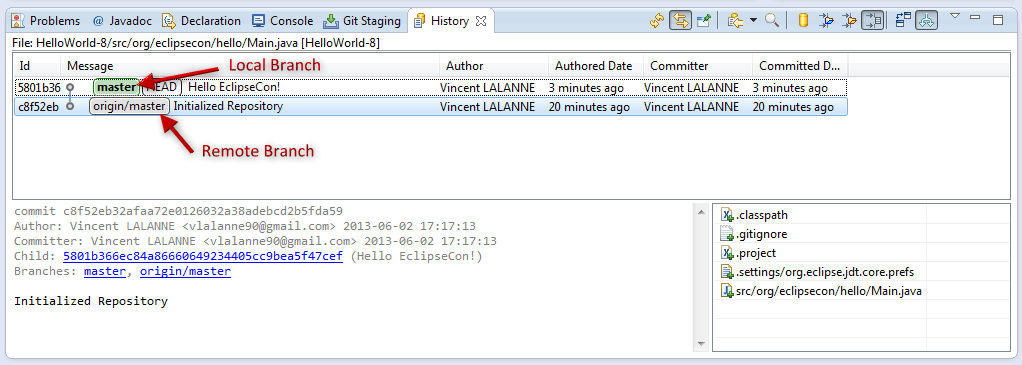 Problems @ Javadoc Declaration Console Git Staging History
File: HelloWorld-8/src/org/eclipsecon/hello/Main.java [HelloWorld-8]
Id Message Author Authored Date Committer Committed D...
Local Branch
5801b36 master HEAD Hello EclipseCon! Vincent LALANNE 3 minutes ago Vincent LALANNE 3 minutes ago
c8f52eb origin/master Initialized Repository Vincent LALANNE 20 minutes ago Vincent LALANNE 20 minutes ago
Remote Branch
commit c8f52eb32afaa72e0126032a38adebcd2b5fda59
Author: Vincent LALANNE <vlalanne90@gmail.com> 2013-06-02 17:17:13
Committer: Vincent LALANNE <vlalanne90@gmail.com> 2013-06-02 17:17:13
Child: 5801b366ec84a86660649234405cc9bea5f47cef (Hello EclipseCon!)
Branches: master, origin/master
Initialized Repository
.classpath
.gitignore
.project
.settings/org.eclipse.jdt.core.prefs
src/org/eclipsecon/hello/Main.java